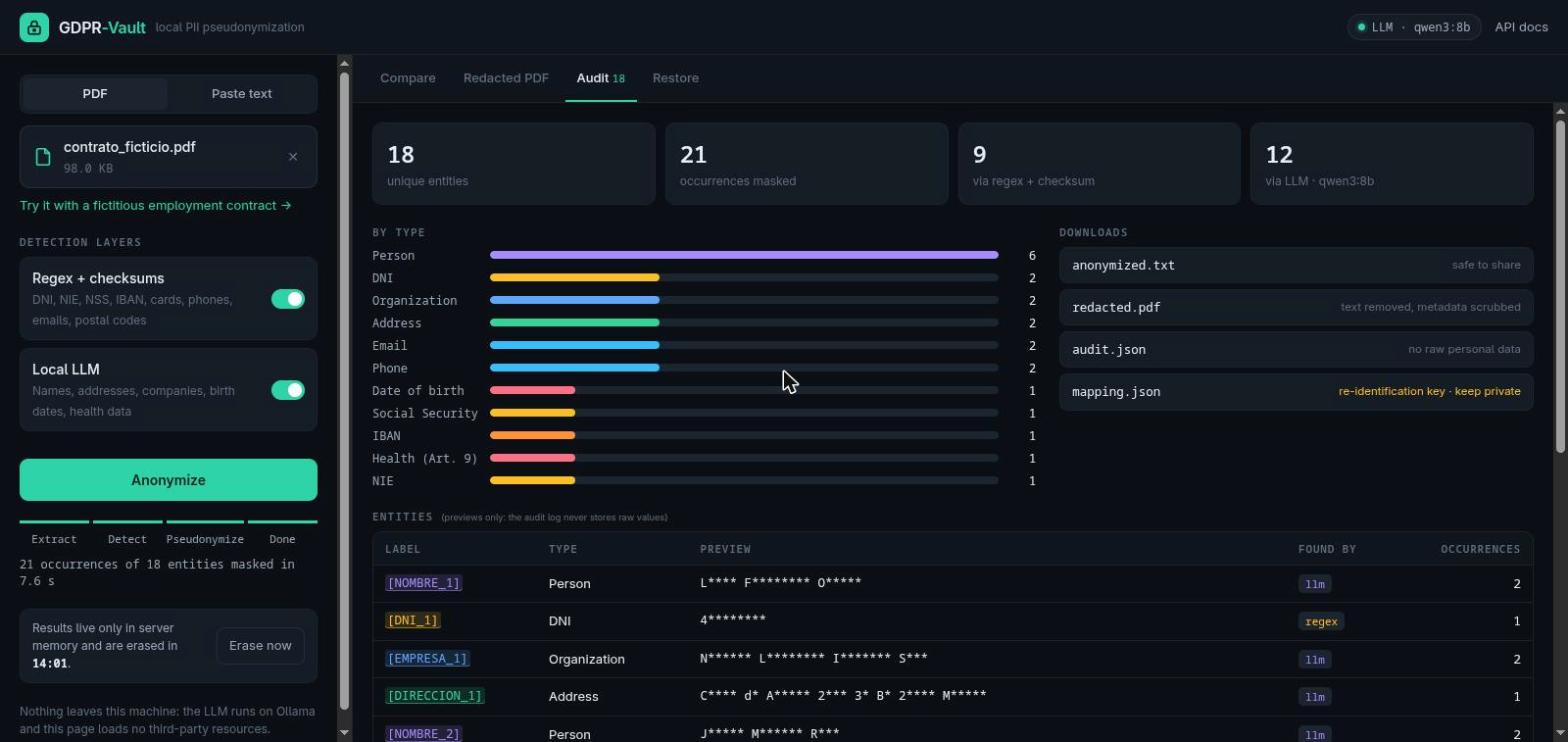 GDPR-Vault local PII pseudonymization
LLM · qwen3:8b API docs
PDF Paste text
contrato_ficticio.pdf
98.0 KB
×
Try it with a fictitious employment contract →
DETECTION LAYERS
Regex + checksums
DNI, NIE, NSS, IBAN, cards, phones,
emails, postal codes
Local LLM
Names, addresses, companies, birth
dates, health data
Anonymize
Extract Detect Pseudonymize Done
21 occurrences of 18 entities masked in
7.6 s
Results live only in server
memory and are erased in
14:01.
Erase now
Nothing leaves this machine: the LLM runs on Ollama
and this page loads no third-party resources.
Compare Redacted PDF Audit 18 Restore
18
unique entities
21
occurrences masked
9
via regex + checksum
12
via LLM · qwen3:8b
BY TYPE
Person 6
DNI 2
Organization 2
Address 2
Email 2
Phone 2
Date of birth 1
Social Security 1
IBAN 1
Health (Art. 9) 1
NIE 1
DOWNLOADS
anonymized.txt safe to share
redacted.pdf text removed, metadata scrubbed
audit.json no raw personal data
mapping.json re-identification key · keep private
ENTITIES (previews only: the audit log never stores raw values)
LABEL TYPE PREVIEW FOUND BY OCCURRENCES
[NOMBRE_1] Person L**** F******** O***** llm 2
[DNI_1] DNI 4******** regex 1
[EMPRESA_1] Organization N****** L******** I******* S*** llm 2
[DIRECCION_1] Address C**** d* A***** 2*** 3* B* 2**** M***** llm 1
[NOMBRE_2] Person J***** M****** R*** llm 2